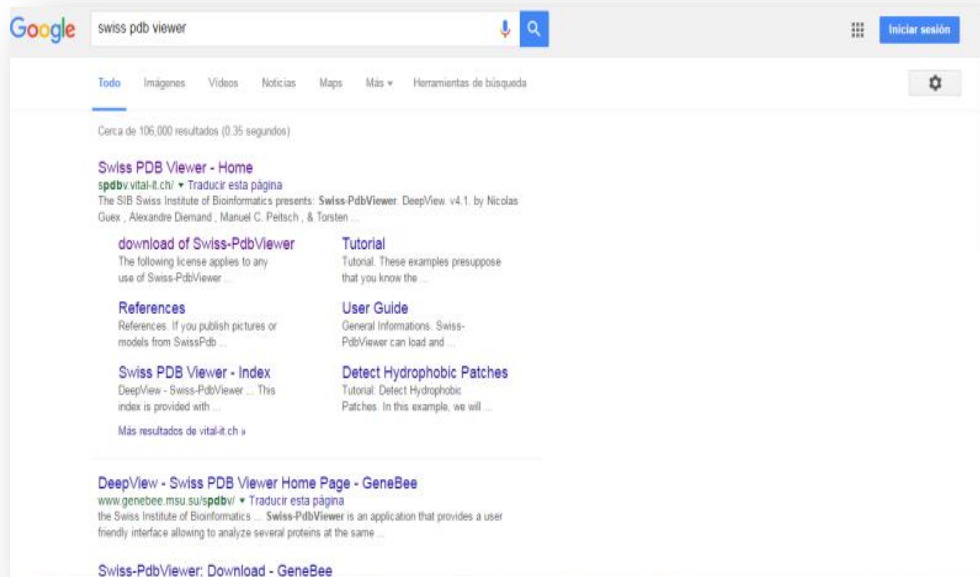 Google
swiss pdb viewer
Iniciar sesión
Todo Imágenes Vídeos Noticias Maps Más ▾ Herramientas de búsqueda
Cerca de 106,000 resultados (0.35 segundos)
Swiss PDB Viewer - Home
spdbv.vital-it.ch/ ▾ Traducir esta página
The SIB Swiss Institute of Bioinformatics presents: Swiss-PdbViewer. DeepView. v4.1. by Nicolas
Guex , Alexandre Diemand , Manuel C. Peitsch , & Torsten ...
download of Swiss-PdbViewer
The following license applies to any
use of Swiss-PdbViewer ...
Tutorial
Tutorial. These examples presuppose
that you know the ...
References
References. If you publish pictures or
models from SwissPdb ...
User Guide
General Informations. Swiss-
PdbViewer can load and ...
Swiss PDB Viewer - Index
DeepView - Swiss-PdbViewer ... This
index is provided with ...
Detect Hydrophobic Patches
Tutorial: Detect Hydrophobic
Patches. In this example, we will ...
Más resultados de vital-it.ch »
DeepView - Swiss PDB Viewer Home Page - GeneBee
www.genebee.msu.su/spdbv/ ▾ Traducir esta página
the Swiss Institute of Bioinformatics ... Swiss-PdbViewer is an application that provides a user
friendly interface allowing to analyze several proteins at the same ...
Swiss-PdbViewer: Download - GeneBee